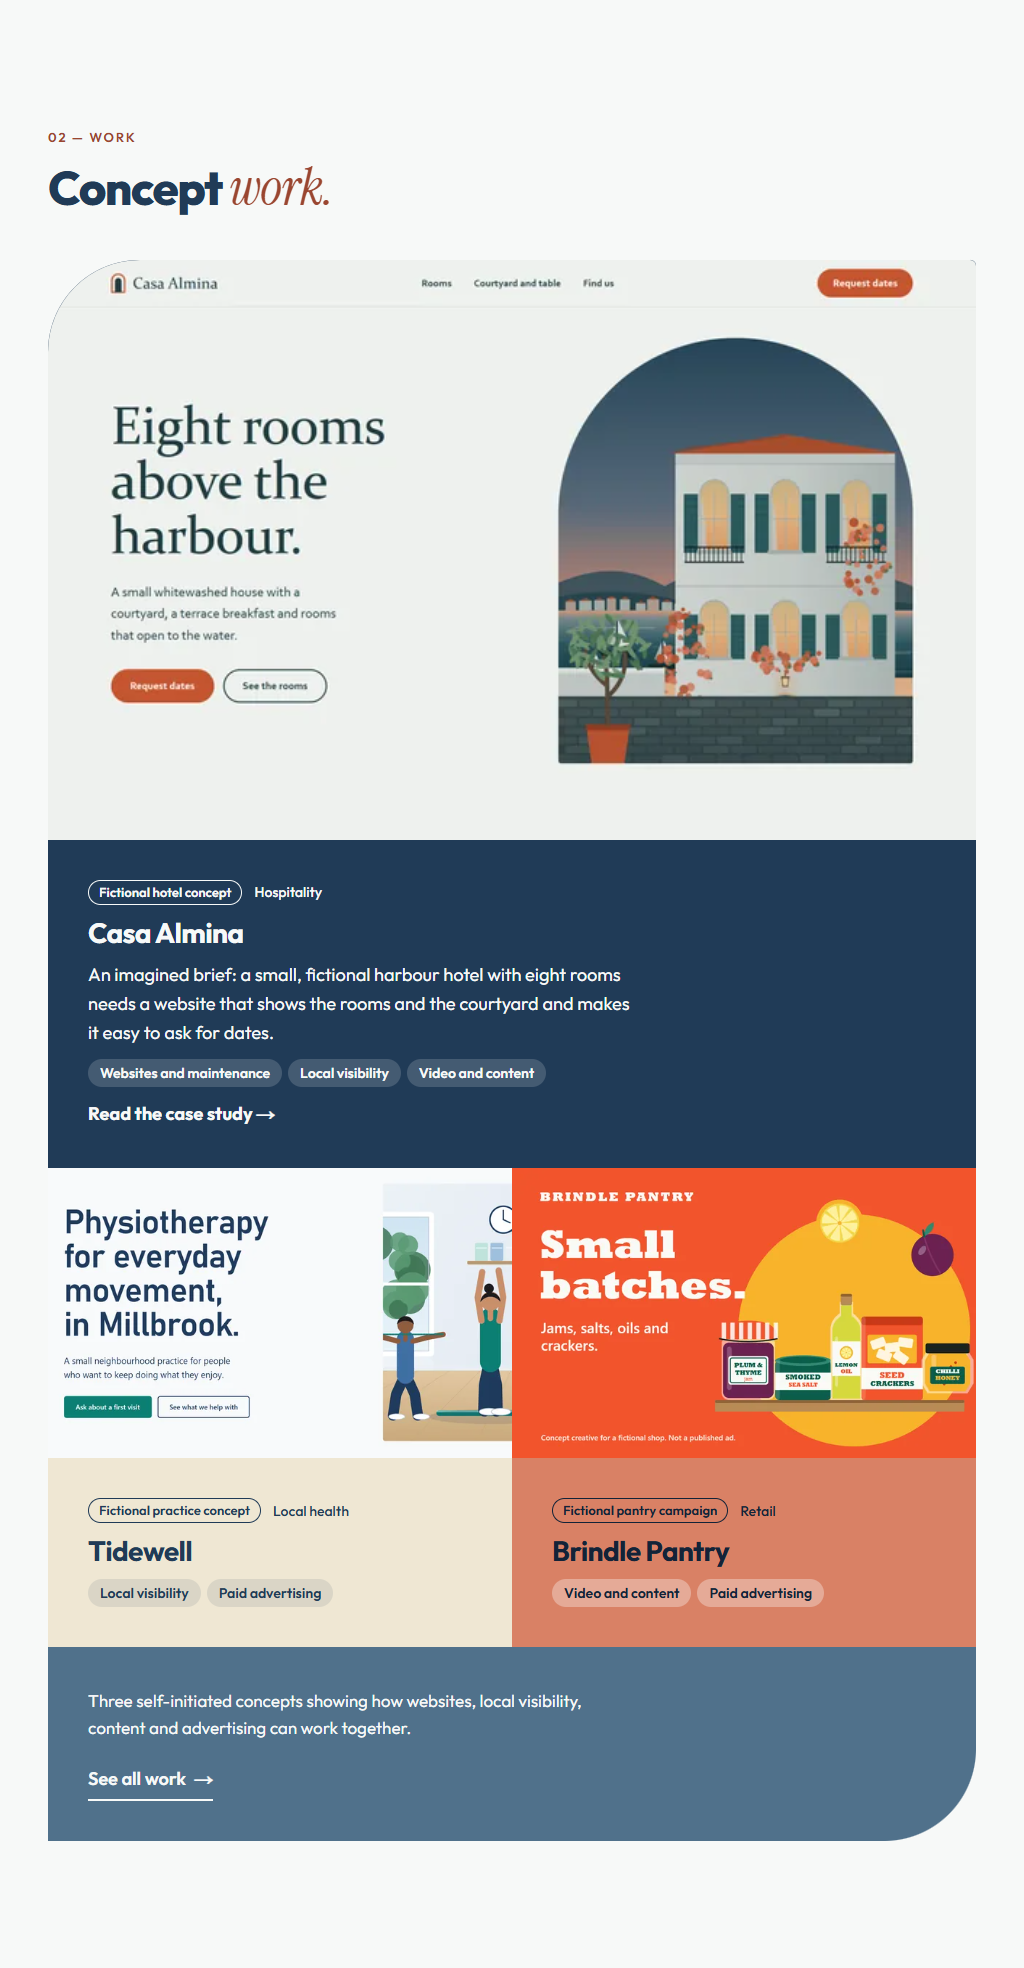 02 — WORK
Concept work.
Casa Almina
Rooms Courtyard and table Find us
Request dates
Eight rooms
above the
harbour.
A small whitewashed house with a
courtyard, a terrace breakfast and rooms
that open to the water.
Request dates See the rooms
Fictional hotel concept Hospitality
Casa Almina
An imagined brief: a small, fictional harbour hotel with eight rooms
needs a website that shows the rooms and the courtyard and makes
it easy to ask for dates.
Websites and maintenance Local visibility Video and content
Read the case study →
Physiotherapy
for everyday
movement,
in Millbrook.
A small neighbourhood practice for people
who want to keep doing what they enjoy.
Ask about a first visit See what we help with
BRINDLE PANTRY
Small
batches.
Jams, salts, oils and
crackers.
PLUM &
THYME
jam
SMOKED
SEA SALT
LEMON
OIL
SEED
CRACKERS
CHILLI
HONEY
Concept creative for a fictional shop. Not a published ad.
Fictional practice concept Local health
Tidewell
Local visibility Paid advertising
Fictional pantry campaign Retail
Brindle Pantry
Video and content Paid advertising
Three self-initiated concepts showing how websites, local visibility,
content and advertising can work together.
See all work →